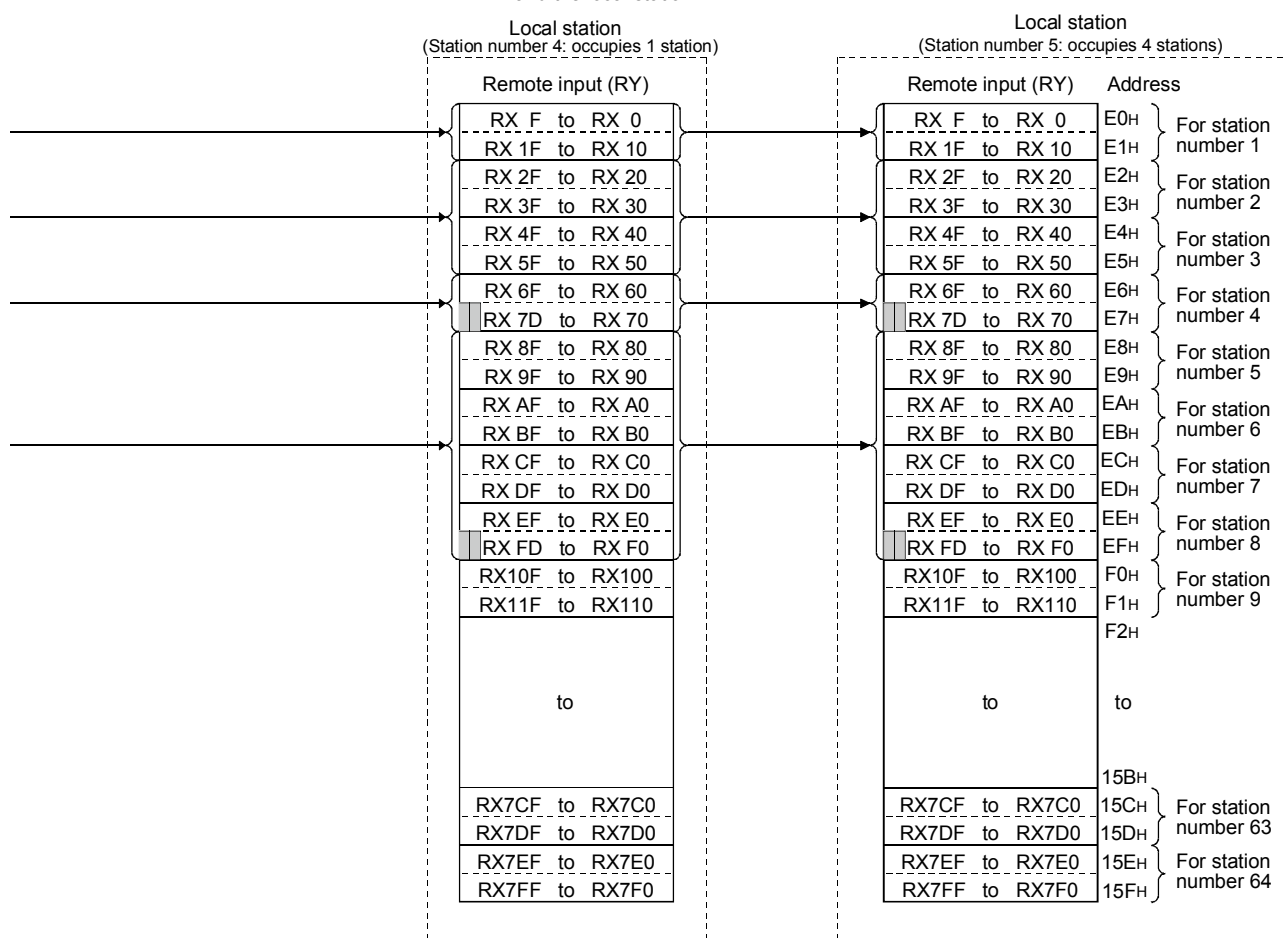 Local station
(Station number 4: occupies 1 station)
Remote input (RY)
RX F to RX 0
RX 1F to RX 10
RX 2F to RX 20
RX 3F to RX 30
RX 4F to RX 40
RX 5F to RX 50
RX 6F to RX 60
RX 7D to RX 70
RX 8F to RX 80
RX 9F to RX 90
RX AF to RX A0
RX BF to RX B0
RX CF to RX C0
RX DF to RX D0
RX EF to RX E0
RX FD to RX F0
RX10F to RX100
RX11F to RX110
to
RX7CF to RX7C0
RX7DF to RX7D0
RX7EF to RX7E0
RX7FF to RX7F0
Local station
(Station number 5: occupies 4 stations)
Remote input (RY) Address
RX F to RX 0 E0H
RX 1F to RX 10 E1H
For station
number 1
RX 2F to RX 20 E2H
RX 3F to RX 30 E3H
For station
number 2
RX 4F to RX 40 E4H
RX 5F to RX 50 E5H
For station
number 3
RX 6F to RX 60 E6H
RX 7D to RX 70 E7H
For station
number 4
RX 8F to RX 80 E8H
RX 9F to RX 90 E9H
For station
number 5
RX AF to RX A0 EAH
RX BF to RX B0 EBH
For station
number 6
RX CF to RX C0 ECH
RX DF to RX D0 EDH
For station
number 7
RX EF to RX E0 EEH
RX FD to RX F0 EFH
For station
number 8
RX10F to RX100 F0H
RX11F to RX110 F1H
For station
number 9
F2H
to to
15BH
RX7CF to RX7C0 15CH
RX7DF to RX7D0 15DH
For station
number 63
RX7EF to RX7E0 15EH
RX7FF to RX7F0 15FH
For station
number 64